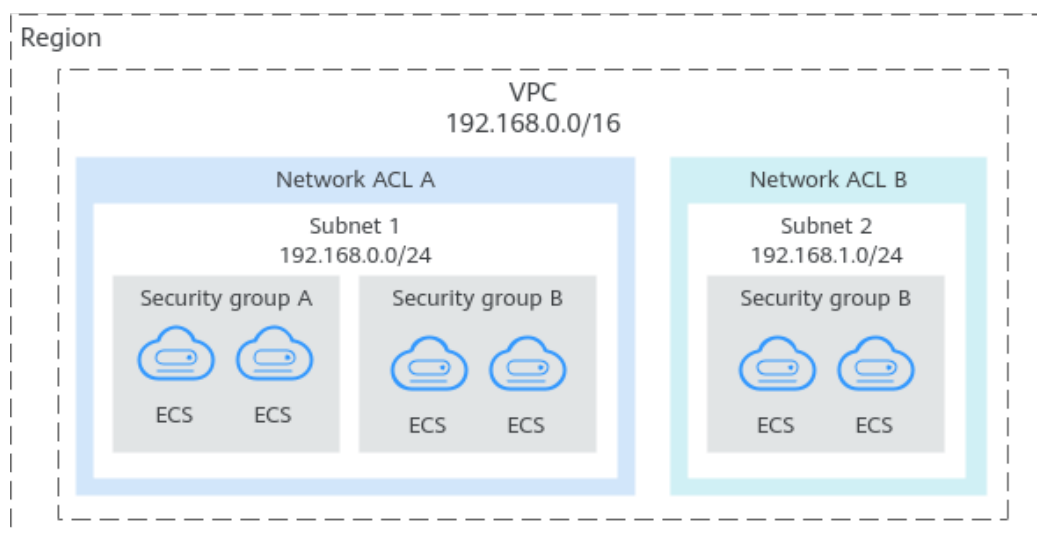 Region
VPC
192.168.0.0/16
Network ACL A
Subnet 1
192.168.0.0/24
Security group A
ECS
ECS
Security group B
ECS
ECS
Network ACL B
Subnet 2
192.168.1.0/24
Security group B
ECS
ECS